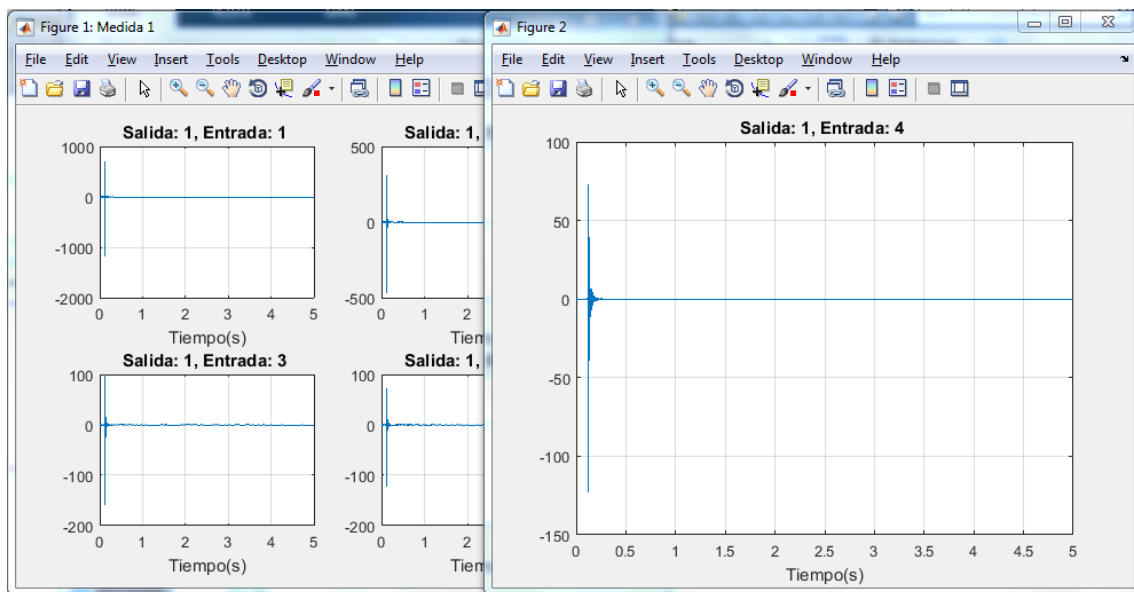 Figure 1: Medida 1
File Edit View Insert Tools Desktop Window Help
Salida: 1, Entrada: 1
1000
0
-1000
-2000
0 1 2 3 4 5
Tiempo(s)
Salida: 1,
500
0
-500
0 1 2
Tiem
Salida: 1, Entrada: 3
100
0
-100
-200
0 1 2 3 4 5
Tiempo(s)
Salida: 1,
100
0
-100
-200
0 1 2
Tiem
Figure 2
File Edit View Insert Tools Desktop Window Help
Salida: 1, Entrada: 4
100
50
0
-50
-100
-150
0 0.5 1 1.5 2 2.5 3 3.5 4 4.5 5
Tiempo(s)